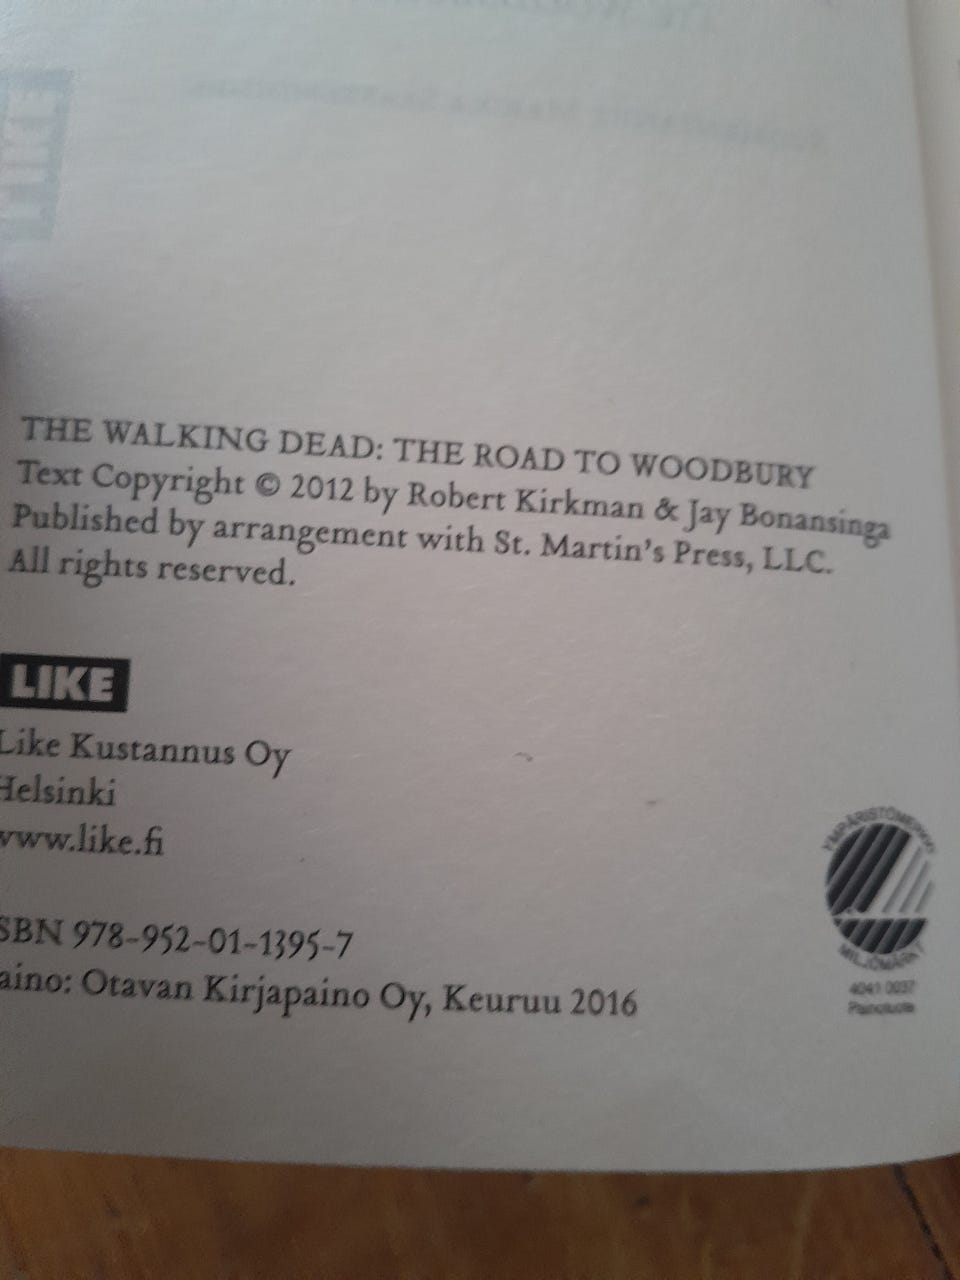 THE WALKING DEAD: THE ROAD TO WOODBURY
Text Copyright © 2012 by Robert Kirkman & Jay Bonansinga
Published by arrangement with St. Martin's Press, LLC.
All rights reserved.
LIKE
Like Kustannus Oy
Helsinki
www.like.fi
SBN 978-952-01-1395-7
aino: Otavan Kirjapaino Oy, Keuruu 2016
YMPÄRISTÖMERKKI
MILJÖMÄRKT
4041 0037
Painotuote